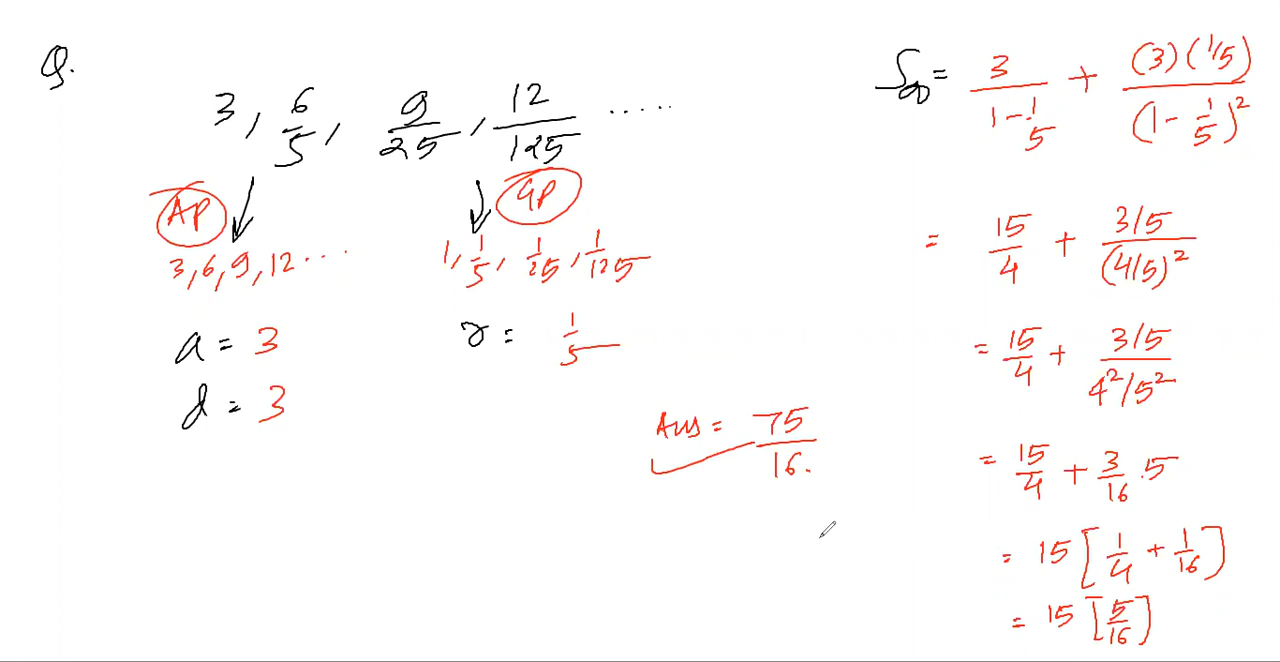 Q.
3, 6/5, 9/25, 12/125 .....
AP
GP
3,6,9,12...
1, 1/5, 1/25, 1/125
a = 3
r = 1/5
d = 3
Ans = 75/16.
S∞ = 3/(1-1/5) + (3)(1/5)/(1-1/5)²
= 15/4 + 3/5/(4/5)²
= 15/4 + 3/5/4²/5²
= 15/4 + 3/16 .5
= 15[1/4 + 1/16]
= 15[5/16]